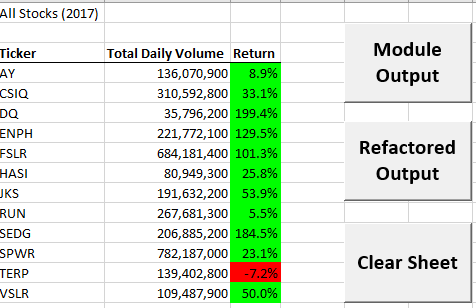 All Stocks (2017)
Ticker Total Daily Volume Return
AY 136,070,900 8.9%
CSIQ 310,592,800 33.1%
DQ 35,796,200 199.4%
ENPH 221,772,100 129.5%
FSLR 684,181,400 101.3%
HASI 80,949,300 25.8%
JKS 191,632,200 53.9%
RUN 267,681,300 5.5%
SEDG 206,885,200 184.5%
SPWR 782,187,000 23.1%
TERP 139,402,800 -7.2%
VSLR 109,487,900 50.0%
Module
Output
Refactored
Output
Clear Sheet